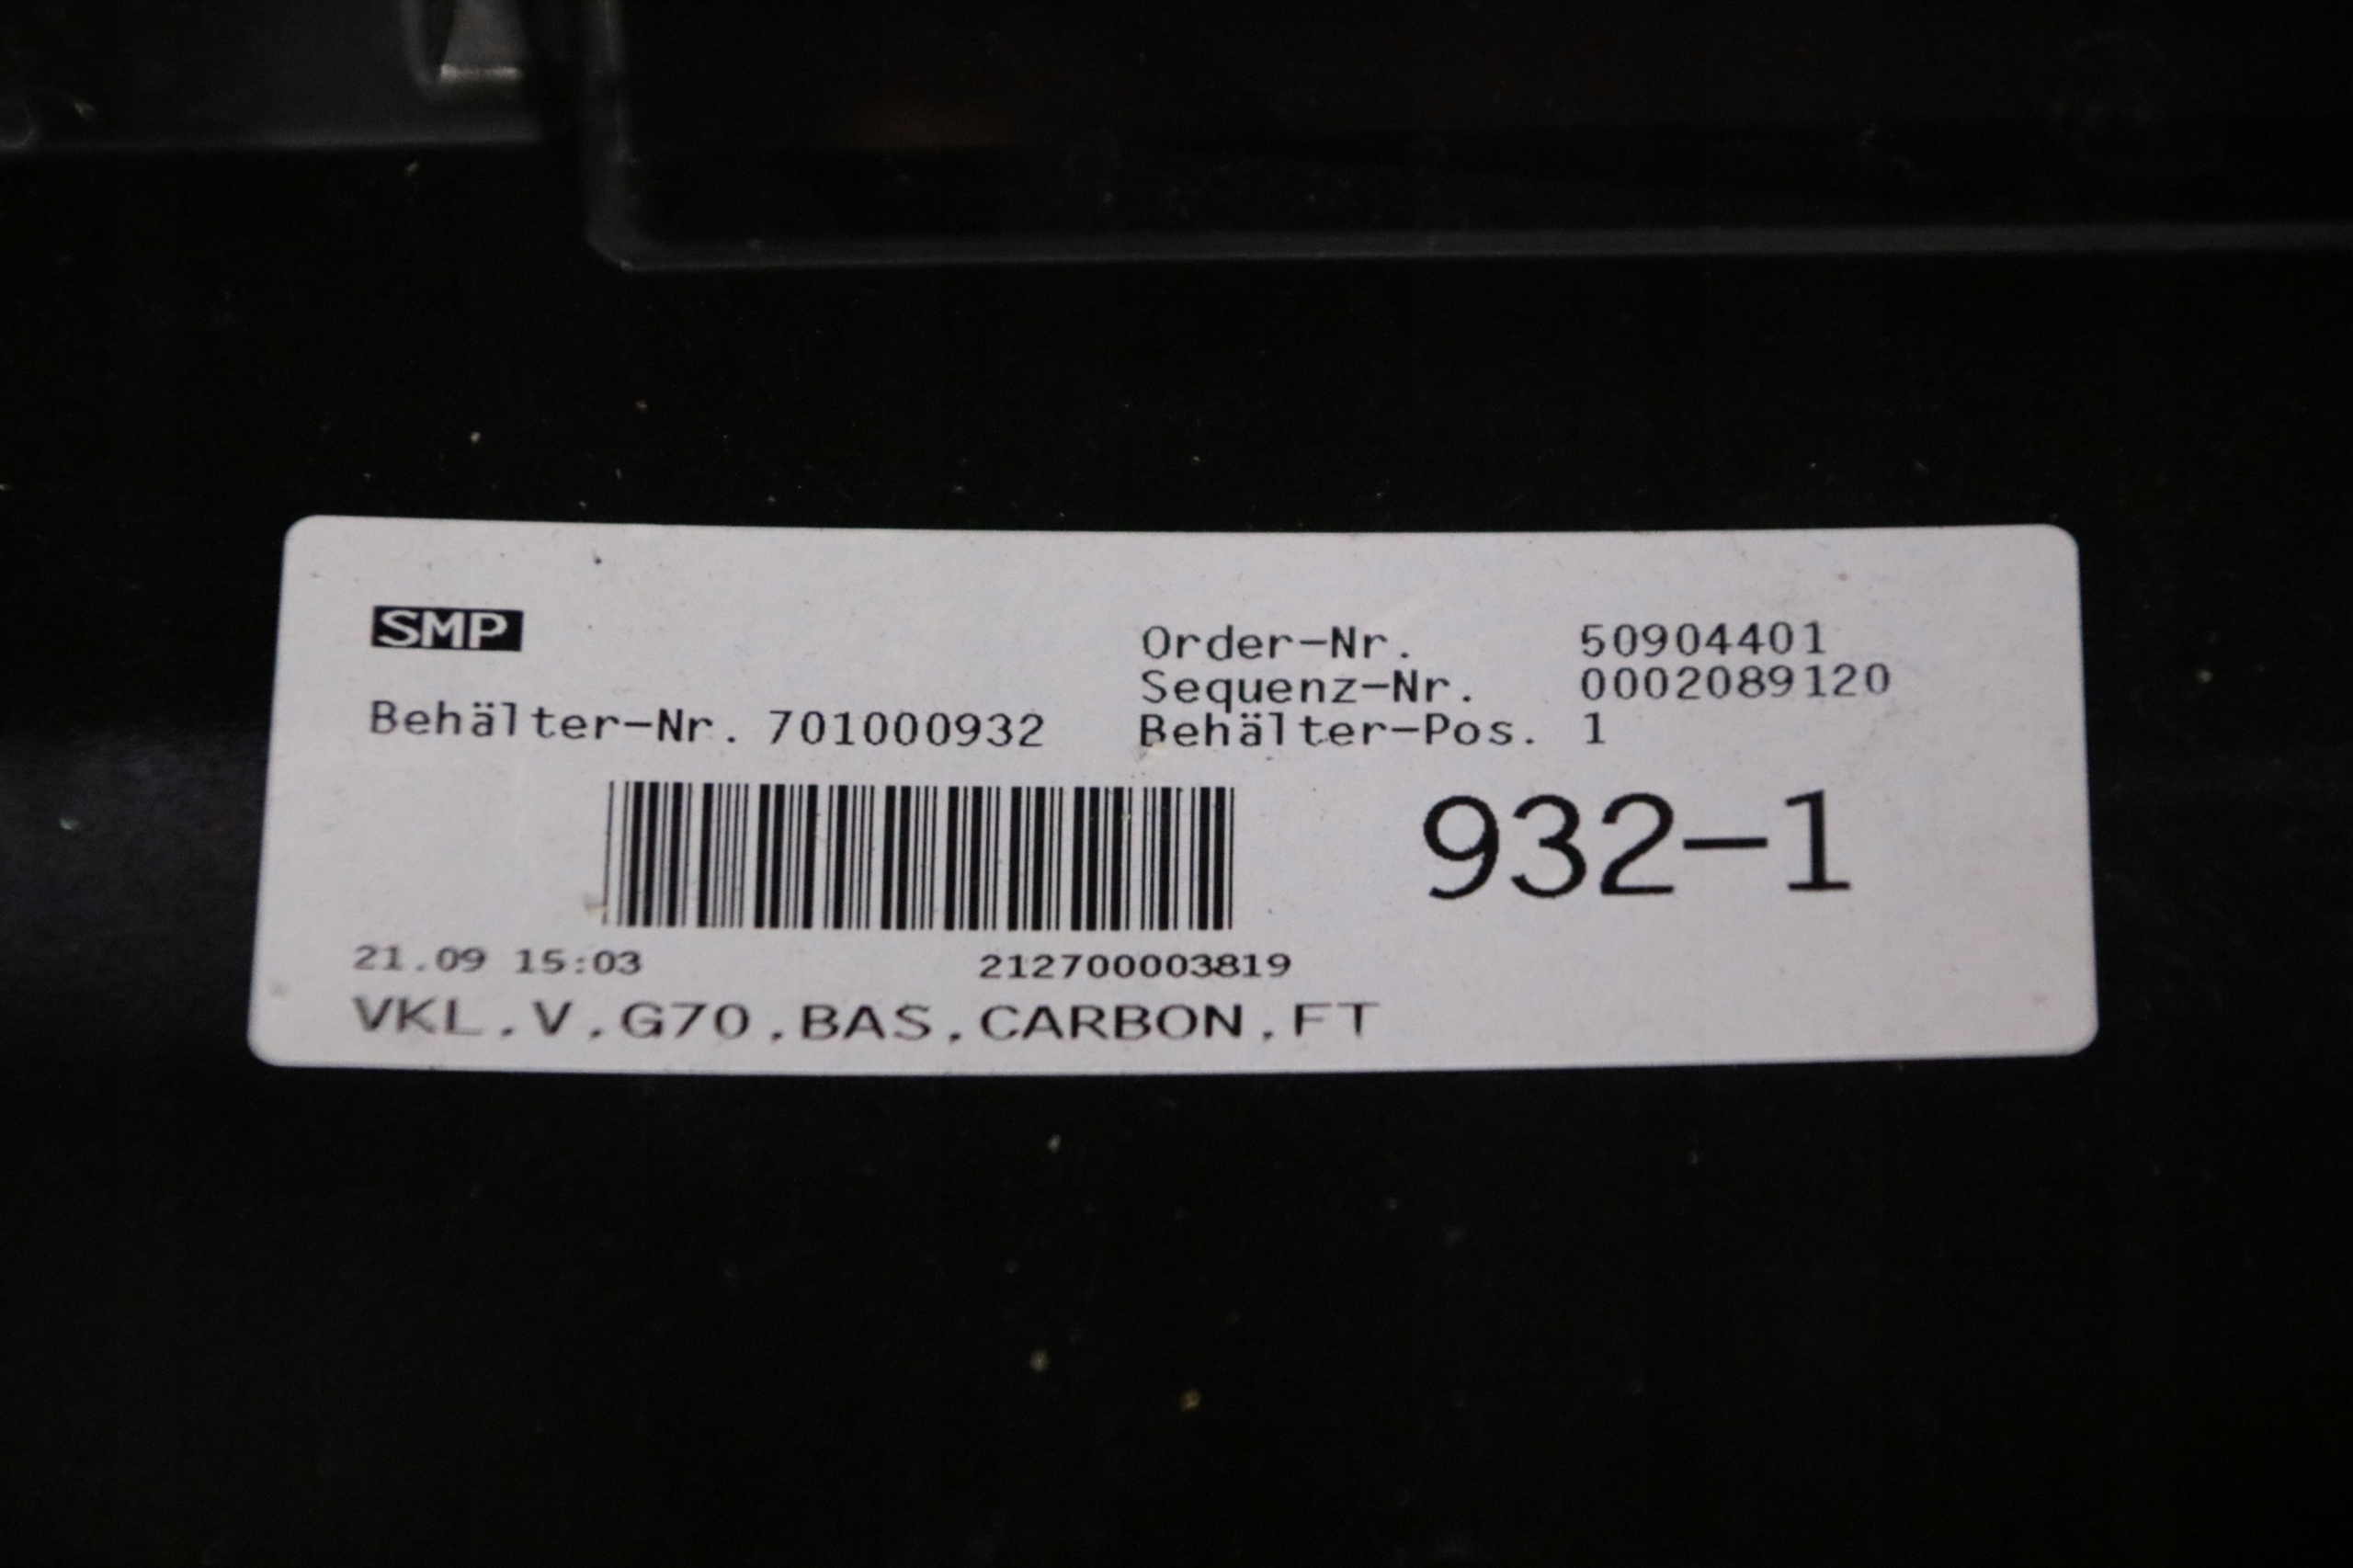 SMP
Order-Nr. 50904401
Sequenz-Nr. 0002089120
Behälter-Nr. 701000932 Behälter-Pos. 1
932-1
21.09 15:03 212700003819
VKL,V,G70,BAS,CARBON,FT